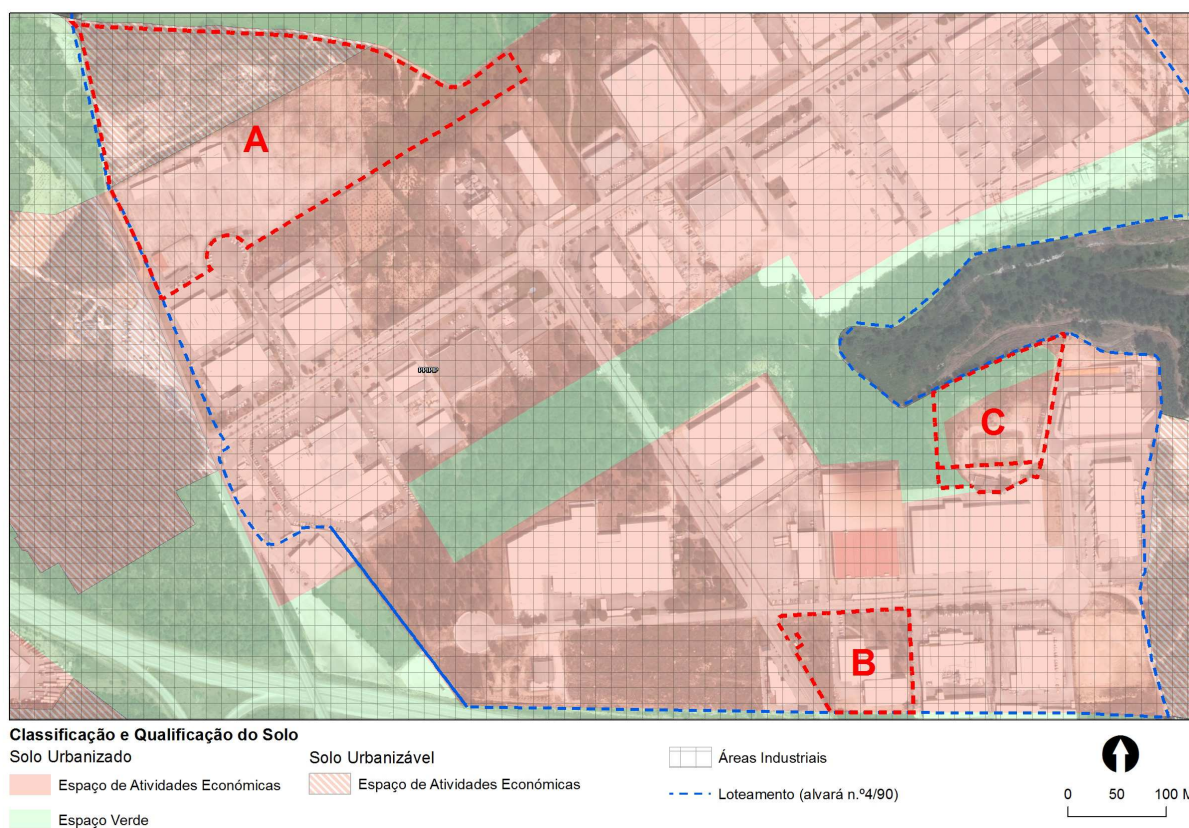 A
B
C
Classificação e Qualificação do Solo
Solo Urbanizado
Espaço de Atividades Económicas
Espaço Verde
Solo Urbanizável
Espaço de Atividades Económicas
Áreas Industriais
Loteamento (alvará n.º4/90)
0 50 100 M